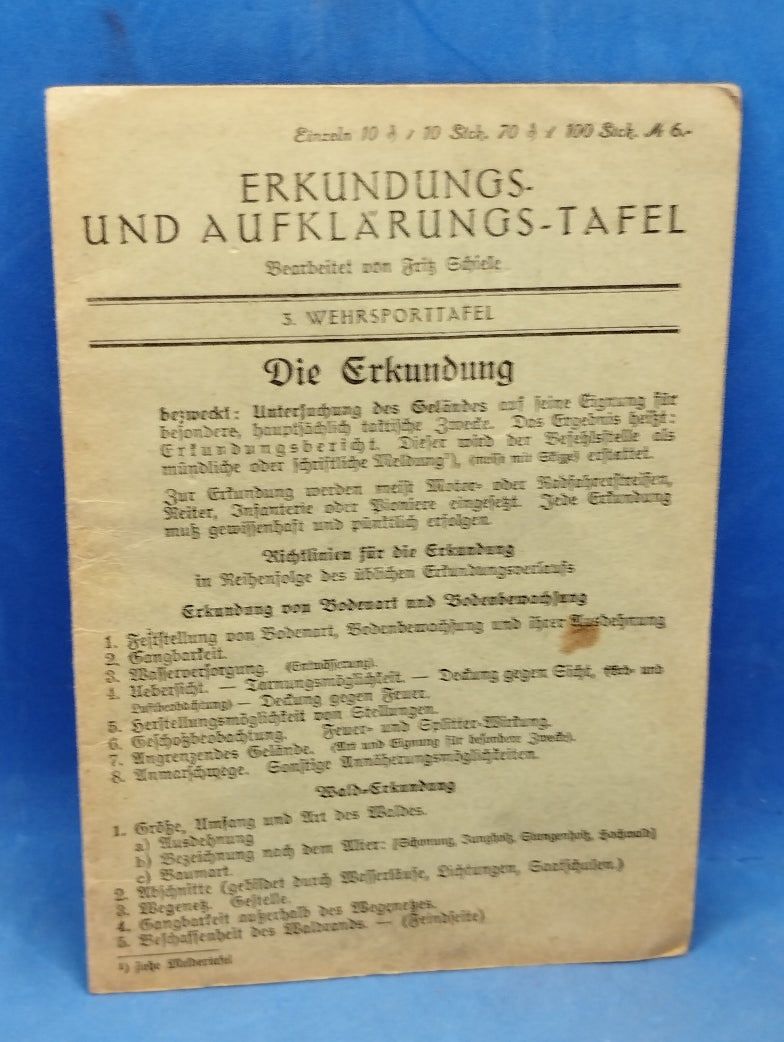 Einzeln 10 ₰ / 10 Stck. 70 ₰ / 100 Stck. ℳ 6.-
ERKUNDUNGS-
UND AUFKLÄRUNGS-TAFEL
Bearbeitet von Fritz Schielle
3. WEHRSPORTTAFEL
Die Erkundung
bezweckt: Untersuchung des Geländes auf seine Eignung für
besondere, hauptsächlich taktische Zwecke. Das Ergebnis heißt:
Erkundungsbericht. Dieser wird der Befehlsstelle als
mündliche oder schriftliche Meldung¹), (meist mit Skizze) erstattet.
Zur Erkundung werden meist Motor- oder Radfahrerstreifen,
Reiter, Infanterie oder Pioniere eingesetzt. Jede Erkundung
muß gewissenhaft und pünktlich erfolgen.
Richtlinien für die Erkundung
in Reihenfolge des üblichen Erkundungsverlaufs
Erkundung von Bodenart und Bodenbewachsung
1. Feststellung von Bodenart, Bodenbewachsung und ihrer Ausdehnung
2. Gangbarkeit.
3. Wasserversorgung. (Entwässerung).
4. Uebersicht. — Tarnungsmöglichkeit. — Deckung gegen Sicht, (Erd- und
Luftbeobachtung) — Deckung gegen Feuer.
5. Herstellungsmöglichkeit von Stellungen.
6. Geschoßbeobachtung. Feuer- und Splitter-Wirkung.
7. Angrenzendes Gelände. (Art und Eignung für besondere Zwecke).
8. Anmarschwege. Sonstige Annäherungsmöglichkeiten.
Wald-Erkundung
1. Größe, Umfang und Art des Waldes.
a) Ausdehnung
b) Bezeichnung nach dem Alter: (Schonung, Jungholz, Stangenholz, Hochwald)
c) Baumart.
2. Abschnitte (gebildet durch Wasserläufe, Lichtungen, Saatschulen.)
3. Wegenetz. Gestelle.
4. Gangbarkeit außerhalb des Wegenetzes.
5. Beschaffenheit des Waldrands. — (Feindseite)
¹) siehe Meldetafel